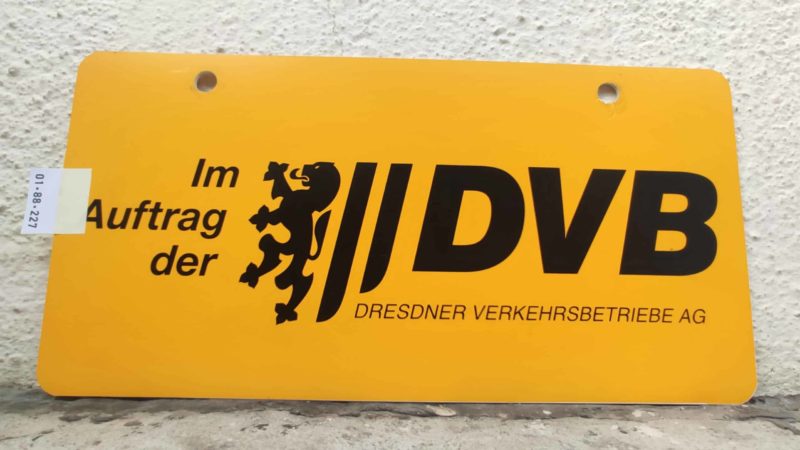 Im
Auftrag
der
DVB
DRESDNER VERKEHRSBETRIEBE AG
01·88·227